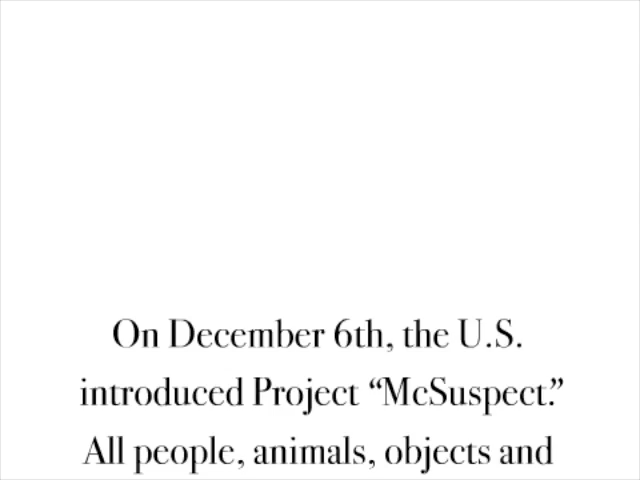 On December 6th, the U.S.
introduced Project “McSuspect.”
All people, animals, objects and